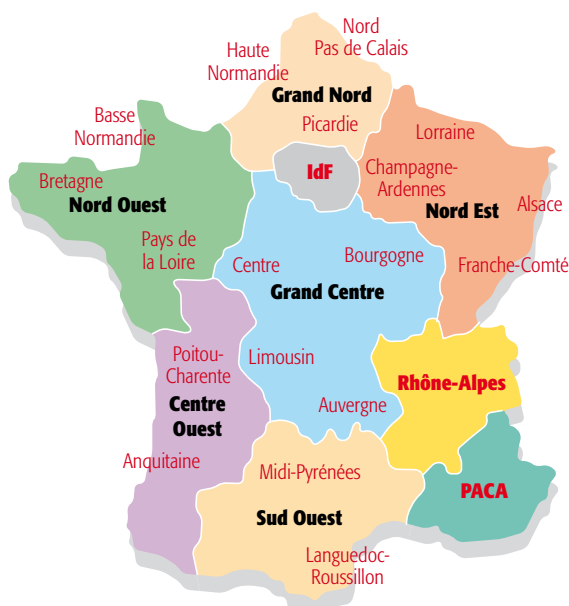 Nord
Pas de Calais
Haute
Normandie
Grand Nord
Basse
Normandie
Picardie
Lorraine
IdF
Champagne-
Ardennes
Bretagne
Nord Ouest
Nord Est
Alsace
Pays de
la Loire
Centre
Bourgogne
Franche-Comté
Grand Centre
Poitou-
Charente
Limousin
Rhône-Alpes
Centre
Ouest
Auvergne
Anquitaine
Midi-Pyrénées
PACA
Sud Ouest
Languedoc-
Roussillon